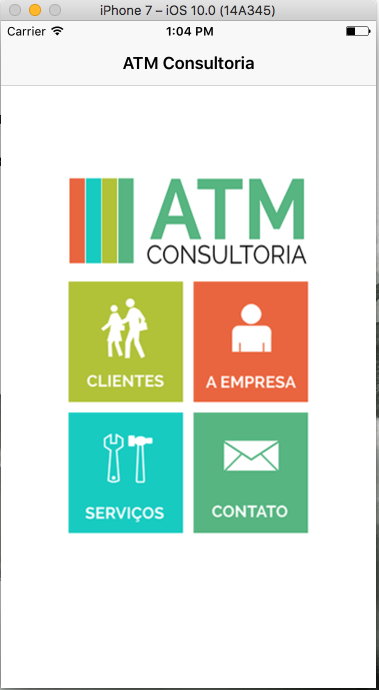 iPhone 7 – iOS 10.0 (14A345)
Carrier 1:04 PM
ATM Consultoria
ATM
CONSULTORIA
CLIENTES A EMPRESA
SERVIÇOS CONTATO